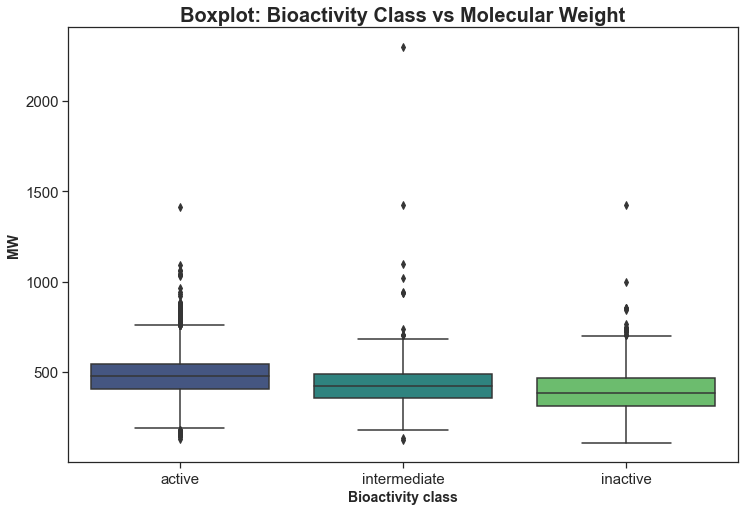 Boxplot: Bioactivity Class vs Molecular Weight
2000
1500
1000
500
MW
active intermediate inactive
Bioactivity class